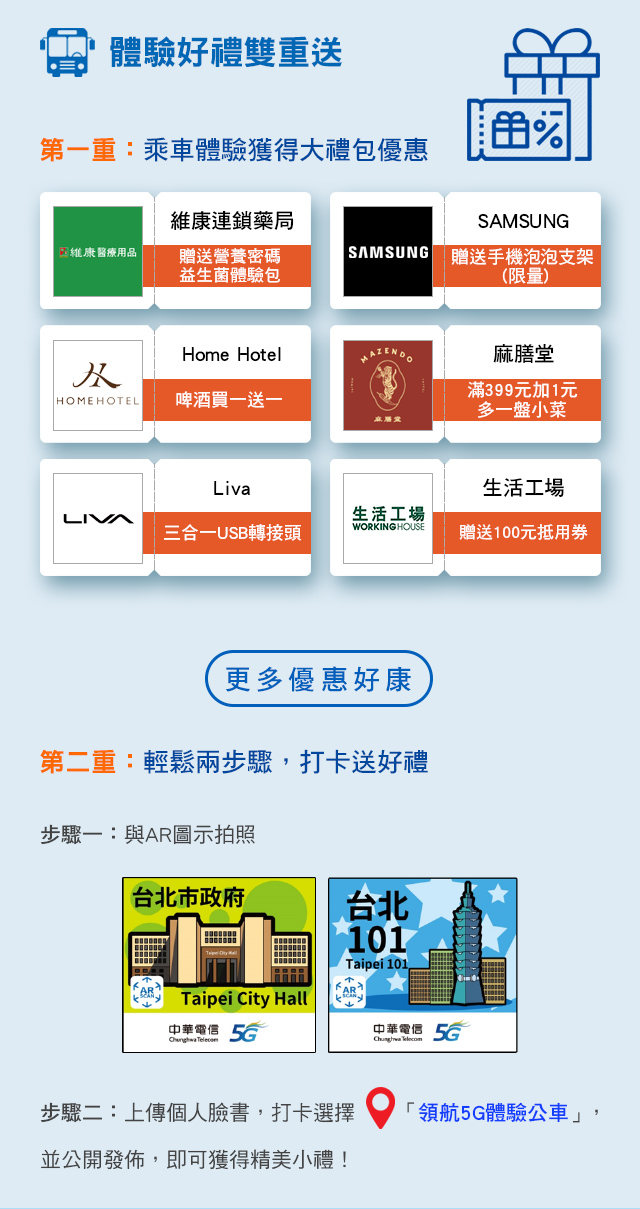 體驗好禮雙重送
第一重：乘車體驗獲得大禮包優惠
維康醫療用品
維康連鎖藥局
贈送營養密碼
益生菌體驗包
SAMSUNG
SAMSUNG
贈送手機泡泡支架
(限量)
HOMEHOTEL
Home Hotel
啤酒買一送一
MAZENDO
麻膳堂
麻膳堂
滿399元加1元
多一盤小菜
LIVA
Liva
三合一USB轉接頭
生活工場
WORKING HOUSE
生活工場
贈送100元抵用券
更多優惠好康
第二重：輕鬆兩步驟，打卡送好禮
步驟一：與AR圖示拍照
台北市政府
Taipei City Hall
AR
SCAN
Taipei City Hall
中華電信
Chunghwa Telecom
5G
台北
101
Taipei 101
AR
SCAN
中華電信
Chunghwa Telecom
5G
步驟二：上傳個人臉書，打卡選擇「領航5G體驗公車」，
並公開發佈，即可獲得精美小禮！